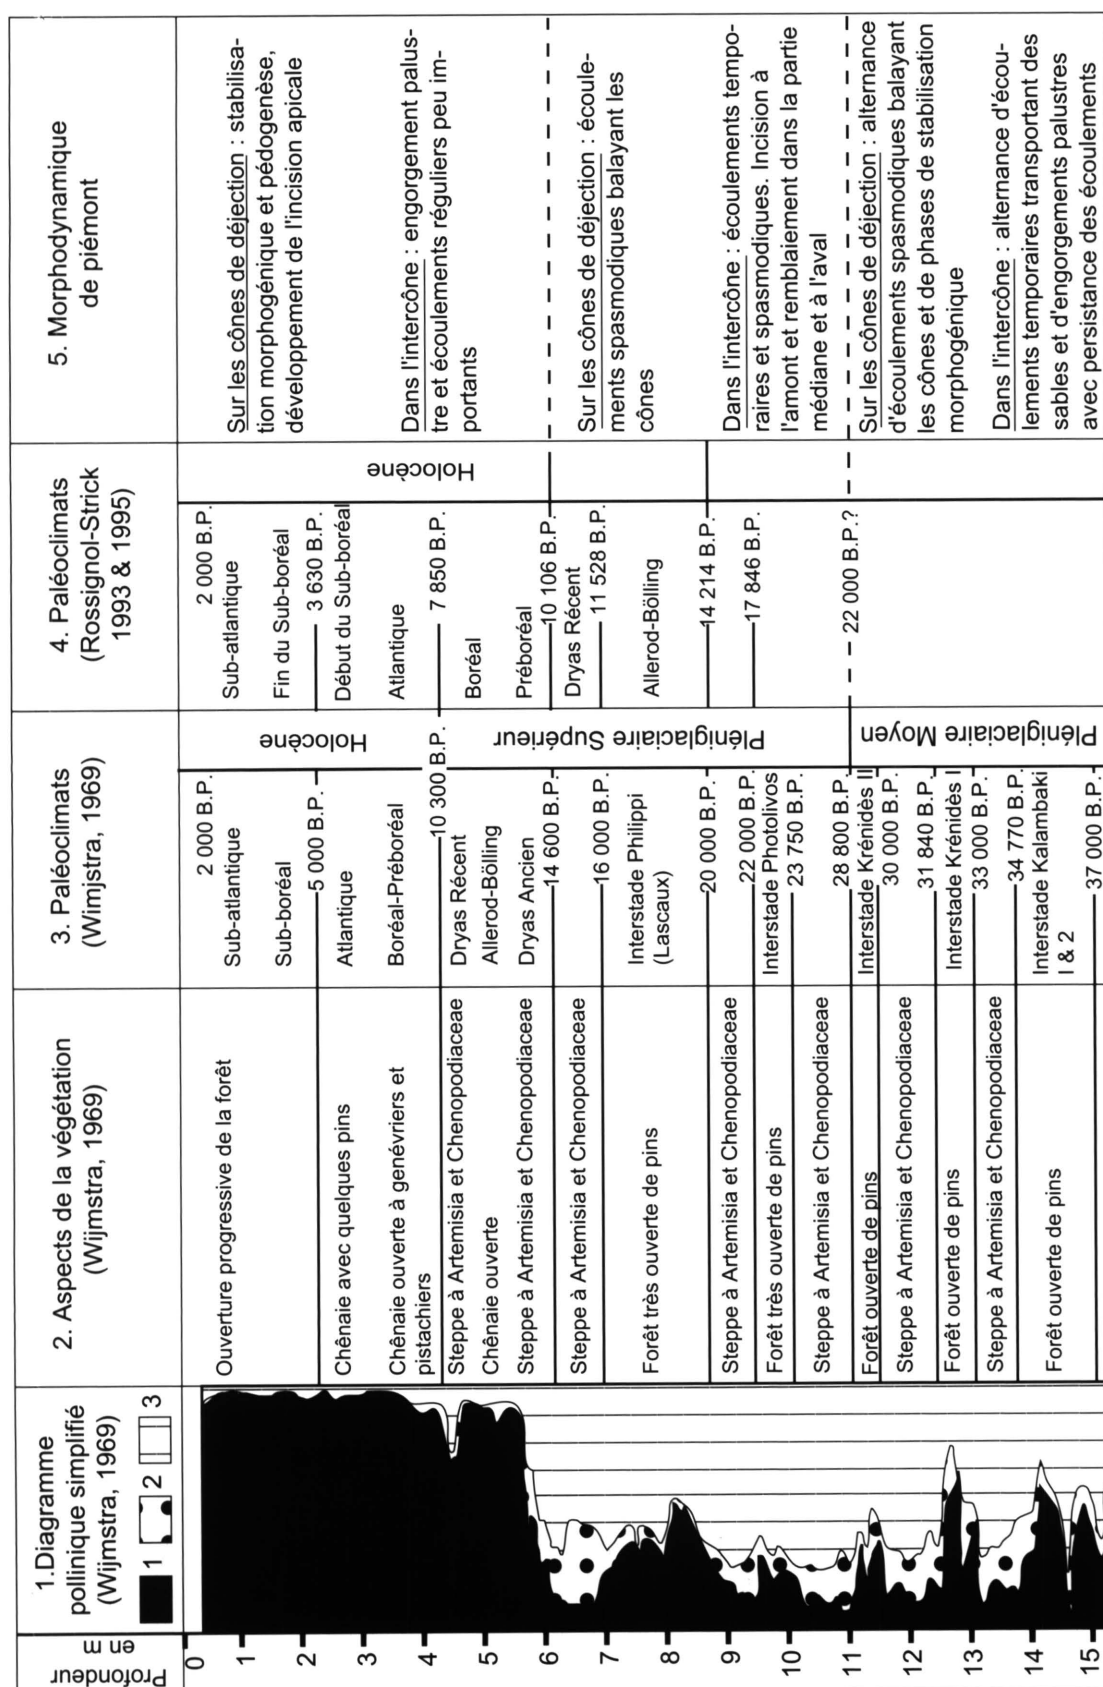 Profondeur
en m
1.Diagramme
pollinique simplifié
(Wijmstra, 1969)
1
2
3
2. Aspects de la végétation
(Wijmstra, 1969)
3. Paléoclimats
(Wimjstra, 1969)
4. Paléoclimats
(Rossignol-Strick
1993 & 1995)
5. Morphodynamique
de piémont
0
1
2
3
4
5
6
7
8
9
10
11
12
13
14
15
Ouverture progressive de la forêt
Chênaie avec quelques pins
Chênaie ouverte à genévriers et
pistachiers
Steppe à Artemisia et Chenopodiaceae
Chênaie ouverte
Steppe à Artemisia et Chenopodiaceae
Steppe à Artemisia et Chenopodiaceae
Forêt très ouverte de pins
Steppe à Artemisia et Chenopodiaceae
Forêt très ouverte de pins
Steppe à Artemisia et Chenopodiaceae
Forêt ouverte de pins
Steppe à Artemisia et Chenopodiaceae
Forêt ouverte de pins
Steppe à Artemisia et Chenopodiaceae
Forêt ouverte de pins
2 000 B.P.
Sub-atlantique
Sub-boréal
5 000 B.P.
Atlantique
Boréal-Préboréal
10 300 B.P.
Dryas Récent
Allerod-Bölling
Dryas Ancien
14 600 B.P.
16 000 B.P.
Interstade Philippi
(Lascaux)
20 000 B.P.
22 000 B.P.
Interstade Photolivos
23 750 B.P.
28 800 B.P.
Interstade Krénidès II
30 000 B.P.
31 840 B.P.
Interstade Krénidès I
33 000 B.P.
34 770 B.P.
Interstade Kalambaki
I & 2
37 000 B.P.
Holocène
Pléniglaciaire Supérieur
Pléniglaciaire Moyen
2 000 B.P.
Sub-atlantique
Fin du Sub-boréal
3 630 B.P.
Début du Sub-boréal
Atlantique
7 850 B.P.
Boréal
Préboréal
10 106 B.P.
Dryas Récent
11 528 B.P.
Allerod-Bölling
14 214 B.P.
17 846 B.P.
22 000 B.P.?
Holocène
Sur les cônes de déjection : stabilisa-
tion morphogénique et pédogenèse,
développement de l'incision apicale
Dans l'intercône : engorgement palus-
tre et écoulements réguliers peu im-
portants
Sur les cônes de déjection : écoule-
ments spasmodiques balayant les
cônes
Dans l'intercône : écoulements tempo-
raires et spasmodiques. Incision à
l'amont et remblaiement dans la partie
médiane et à l'aval
Sur les cônes de déjection : alternance
d'écoulements spasmodiques balayant
les cônes et de phases de stabilisation
morphogénique
Dans l'intercône : alternance d'écou-
lements temporaires transportant des
sables et d'engorgements palustres
avec persistance des écoulements